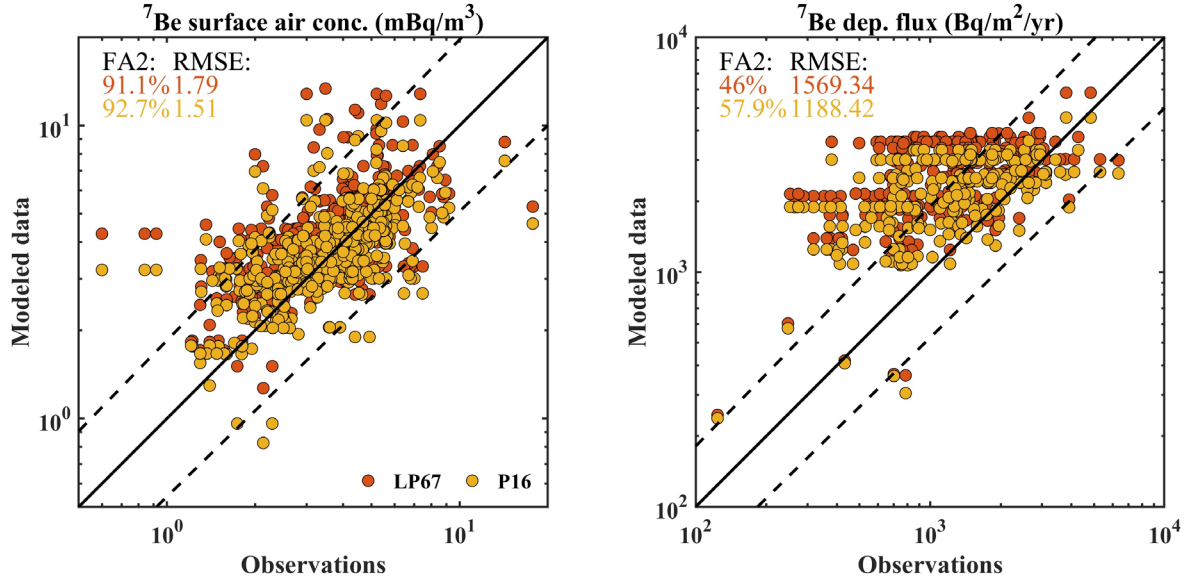 ⁷Be surface air conc. (mBq/m³)
FA2: RMSE:
91.1% 1.79
92.7% 1.51
10¹
10⁰
Modeled data
LP67 P16
10⁰ 10¹
Observations
⁷Be dep. flux (Bq/m²/yr)
FA2: RMSE:
46% 1569.34
57.9% 1188.42
10⁴
10³
10²
Modeled data
10² 10³ 10⁴
Observations